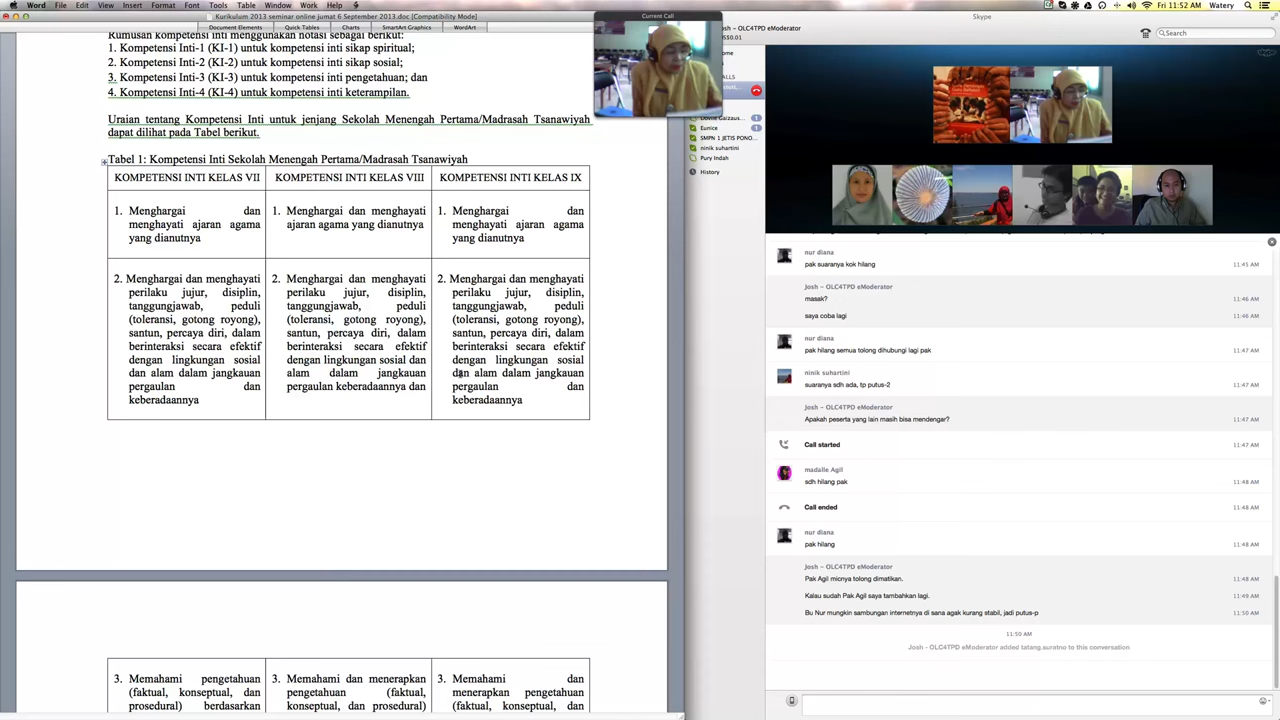 Word File Edit View Insert Format Font Tools Table Window Work Help
Fri 11:52 AM Watery
Kurikulum 2013 seminar online jumat 6 September 2013.doc [Compatibility Mode]
Document Elements Quick Tables Charts SmartArt Graphics WordArt
Rumusan kompetensi inti menggunakan notasi sebagai berikut:
1. Kompetensi Inti-1 (KI-1) untuk kompetensi inti sikap spiritual;
2. Kompetensi Inti-2 (KI-2) untuk kompetensi inti sikap sosial;
3. Kompetensi Inti-3 (KI-3) untuk kompetensi inti pengetahuan; dan
4. Kompetensi Inti-4 (KI-4) untuk kompetensi inti keterampilan.
Uraian tentang Kompetensi Inti untuk jenjang Sekolah Menengah Pertama/Madrasah Tsanawiyah
dapat dilihat pada Tabel berikut.
Tabel 1: Kompetensi Inti Sekolah Menengah Pertama/Madrasah Tsanawiyah
KOMPETENSI INTI KELAS VII
1. Menghargai dan
menghayati ajaran agama
yang dianutnya
2. Menghargai dan menghayati
perilaku jujur, disiplin,
tanggungjawab, peduli
(toleransi, gotong royong),
santun, percaya diri, dalam
berinteraksi secara efektif
dengan lingkungan sosial
dan alam dalam jangkauan
pergaulan dan
keberadaannya
3. Memahami pengetahuan
(faktual, konseptual, dan
prosedural) berdasarkan
KOMPETENSI INTI KELAS VIII
1. Menghargai dan menghayati
ajaran agama yang dianutnya
2. Menghargai dan menghayati
perilaku jujur, disiplin,
tanggungjawab, peduli
(toleransi, gotong royong),
santun, percaya diri, dalam
berinteraksi secara efektif
dengan lingkungan sosial dan
alam dalam jangkauan
pergaulan keberadaannya dan
3. Memahami dan menerapkan
pengetahuan (faktual,
konseptual, dan prosedural)
KOMPETENSI INTI KELAS IX
1. Menghargai dan
menghayati ajaran agama
yang dianutnya
2. Menghargai dan menghayati
perilaku jujur, disiplin,
tanggungjawab, peduli
(toleransi, gotong royong),
santun, percaya diri, dalam
berinteraksi secara efektif
dengan lingkungan sosial
dan alam dalam jangkauan
pergaulan dan
keberadaannya
3. Memahami dan
menerapkan pengetahuan
(faktual, konseptual, dan
Current Call
Skype
osh - OLC4TPD eModerator
Search
Eunice 1
SMPN 1 JETIS PONO...
ninik suhartini
Pury Indah
History
nur diana
pak suaranya kok hilang 11:45 AM
Josh - OLC4TPD eModerator
masak? 11:46 AM
saya coba lagi 11:46 AM
nur diana
pak hilang semua tolong dihubungi lagi pak 11:47 AM
ninik suhartini
suaranya sdh ada, tp putus-2 11:47 AM
Josh - OLC4TPD eModerator
Apakah peserta yang lain masih bisa mendengar? 11:47 AM
Call started 11:47 AM
madalle Agil
sdh hilang pak 11:48 AM
Call ended 11:48 AM
nur diana
pak hilang 11:48 AM
Josh - OLC4TPD eModerator
Pak Agil micnya tolong dimatikan. 11:48 AM
Kalau sudah Pak Agil saya tambahkan lagi. 11:49 AM
Bu Nur mungkin sambungan internetnya di sana agak kurang stabil, jadi putus-p 11:50 AM
11:50 AM
Josh - OLC4TPD eModerator added tatang.suratno to this conversation